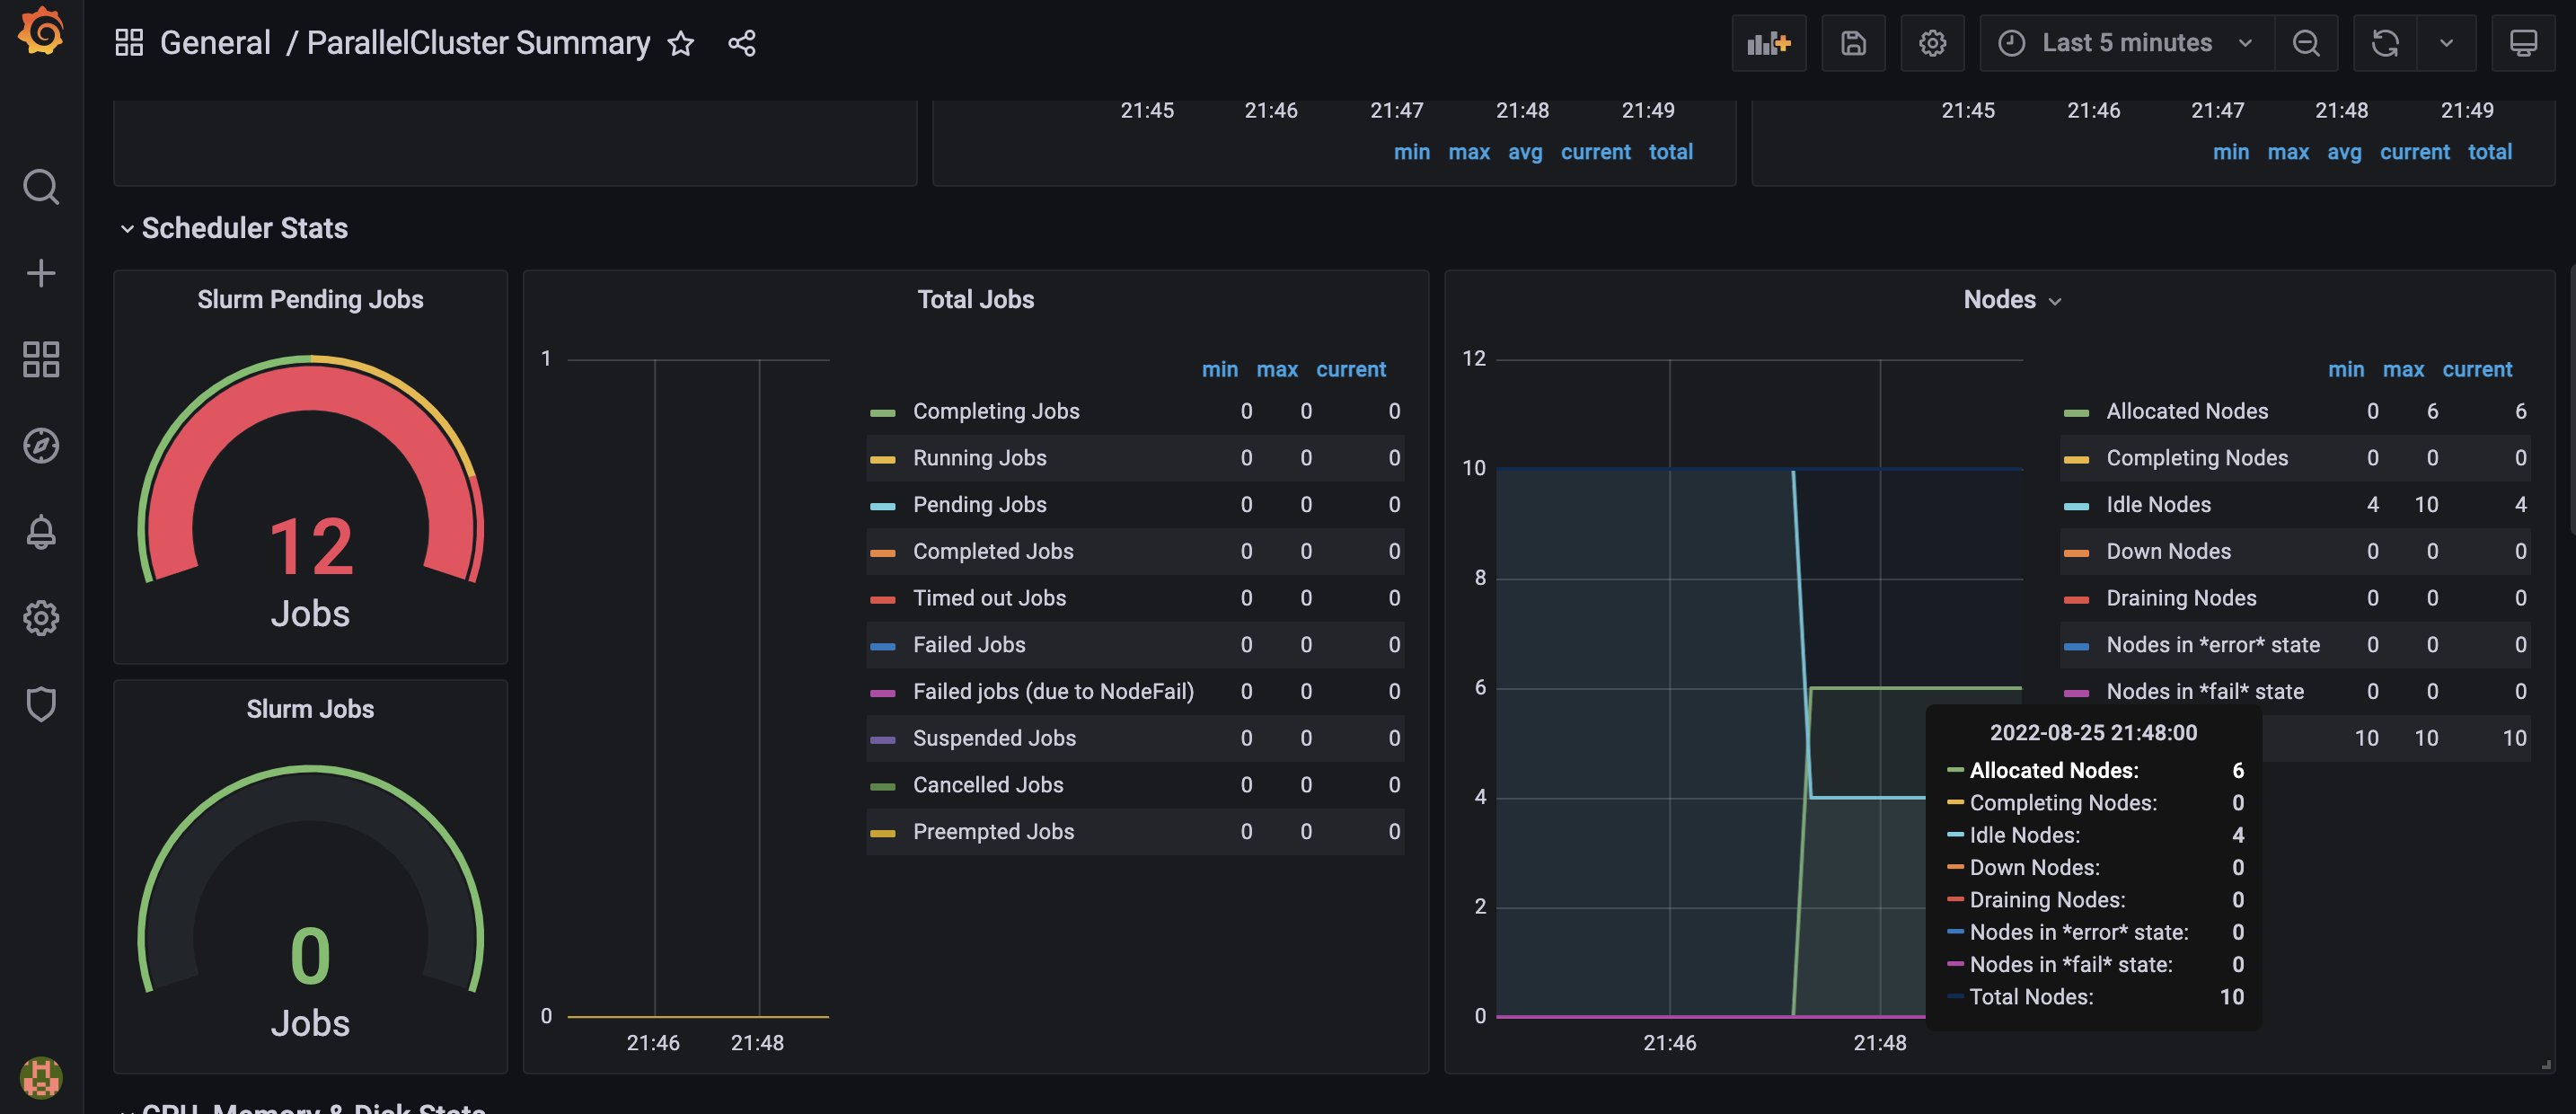 General / ParallelCluster Summary
Last 5 minutes
21:45 21:46 21:47 21:48 21:49
min max avg current total
21:45 21:46 21:47 21:48 21:49
min max avg current total
Scheduler Stats
Slurm Pending Jobs
12
Jobs
Slurm Jobs
0
Jobs
Total Jobs
1
0
21:46 21:48
min max current
Completing Jobs 0 0 0
Running Jobs 0 0 0
Pending Jobs 0 0 0
Completed Jobs 0 0 0
Timed out Jobs 0 0 0
Failed Jobs 0 0 0
Failed jobs (due to NodeFail) 0 0 0
Suspended Jobs 0 0 0
Cancelled Jobs 0 0 0
Preempted Jobs 0 0 0
Nodes
12
10
8
6
4
2
0
21:46 21:48
min max current
Allocated Nodes 0 6 6
Completing Nodes 0 0 0
Idle Nodes 4 10 4
Down Nodes 0 0 0
Draining Nodes 0 0 0
Nodes in *error* state 0 0 0
Nodes in *fail* state 0 0 0
10 10 10
2022-08-25 21:48:00
Allocated Nodes: 6
Completing Nodes: 0
Idle Nodes: 4
Down Nodes: 0
Draining Nodes: 0
Nodes in *error* state: 0
Nodes in *fail* state: 0
Total Nodes: 10
CPU, Memory & Disk Stats